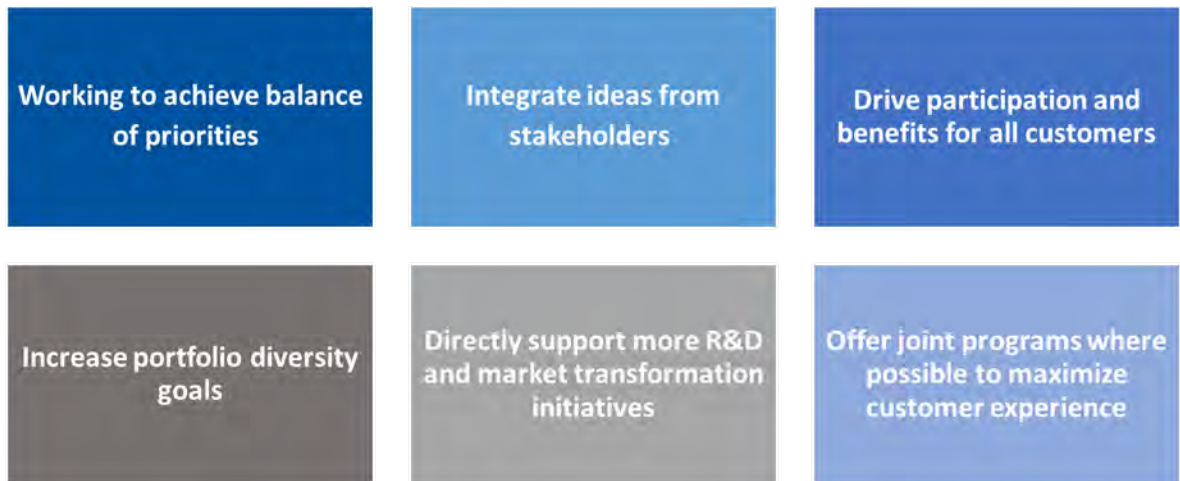 Working to achieve balance
of priorities
Integrate ideas from
stakeholders
Drive participation and
benefits for all customers
Increase portfolio diversity
goals
Directly support more R&D
and market transformation
initiatives
Offer joint programs where
possible to maximize
customer experience